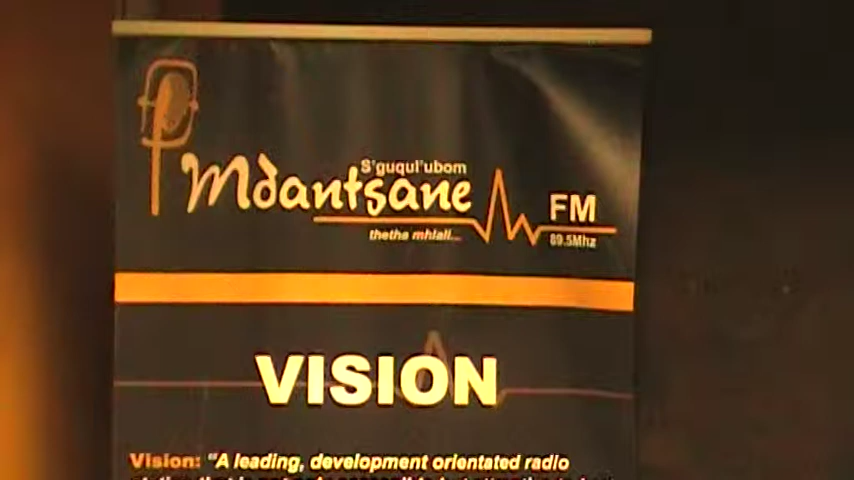 S'guqul'ubom
Mdantsane FM
thetha mhlali...
89.5Mhz
VISION
Vision: "A leading, development orientated radio